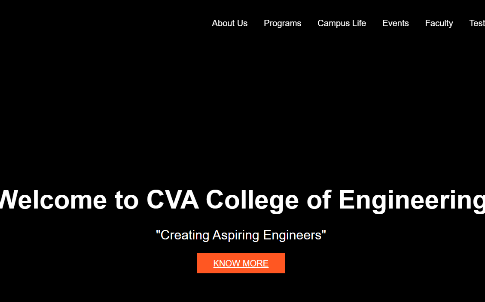 About Us Programs Campus Life Events Faculty Test
Welcome to CVA College of Engineering
"Creating Aspiring Engineers"
KNOW MORE